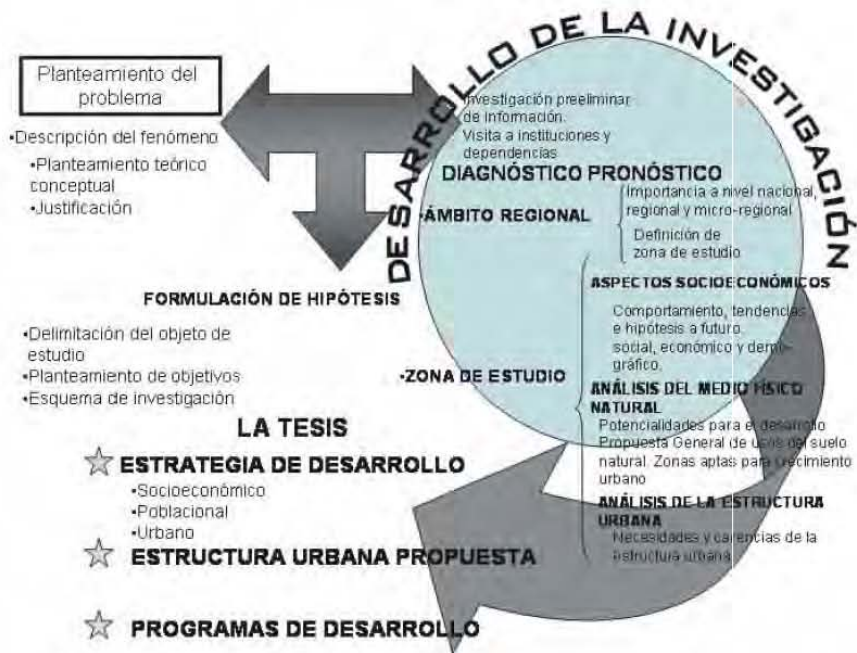 DESARROLLO DE LA INVESTIGACIÓN
Planteamiento del
problema
•Descripción del fenómeno
•Planteamiento teórico
conceptual
•Justificación
Investigación preeliminar
de información.
Visita a instituciones y
dependencias
DIAGNÓSTICO PRONÓSTICO
•ÁMBITO REGIONAL
Importancia a nivel nacional,
regional y micro-regional
Definición de
zona de estudio
FORMULACIÓN DE HIPÓTESIS
•Delimitación del objeto de
estudio
•Planteamiento de objetivos
•Esquema de investigación
•ZONA DE ESTUDIO
ASPECTOS SOCIOECONÓMICOS
Comportamiento, tendencias
e hipótesis a futuro.
social, económico y demo-
gráfico.
ANÁLISIS DEL MEDIO FÍSICO
NATURAL
Potencialidades para el desarrollo
Propuesta General de usos del suelo
natural. Zonas aptas para crecimiento
urbano
ANÁLISIS DE LA ESTRUCTURA
URBANA
Necesidades y carencias de la
estructura urbana
LA TESIS
ESTRATEGIA DE DESARROLLO
•Socioeconómico
•Poblacional
•Urbano
ESTRUCTURA URBANA PROPUESTA
PROGRAMAS DE DESARROLLO